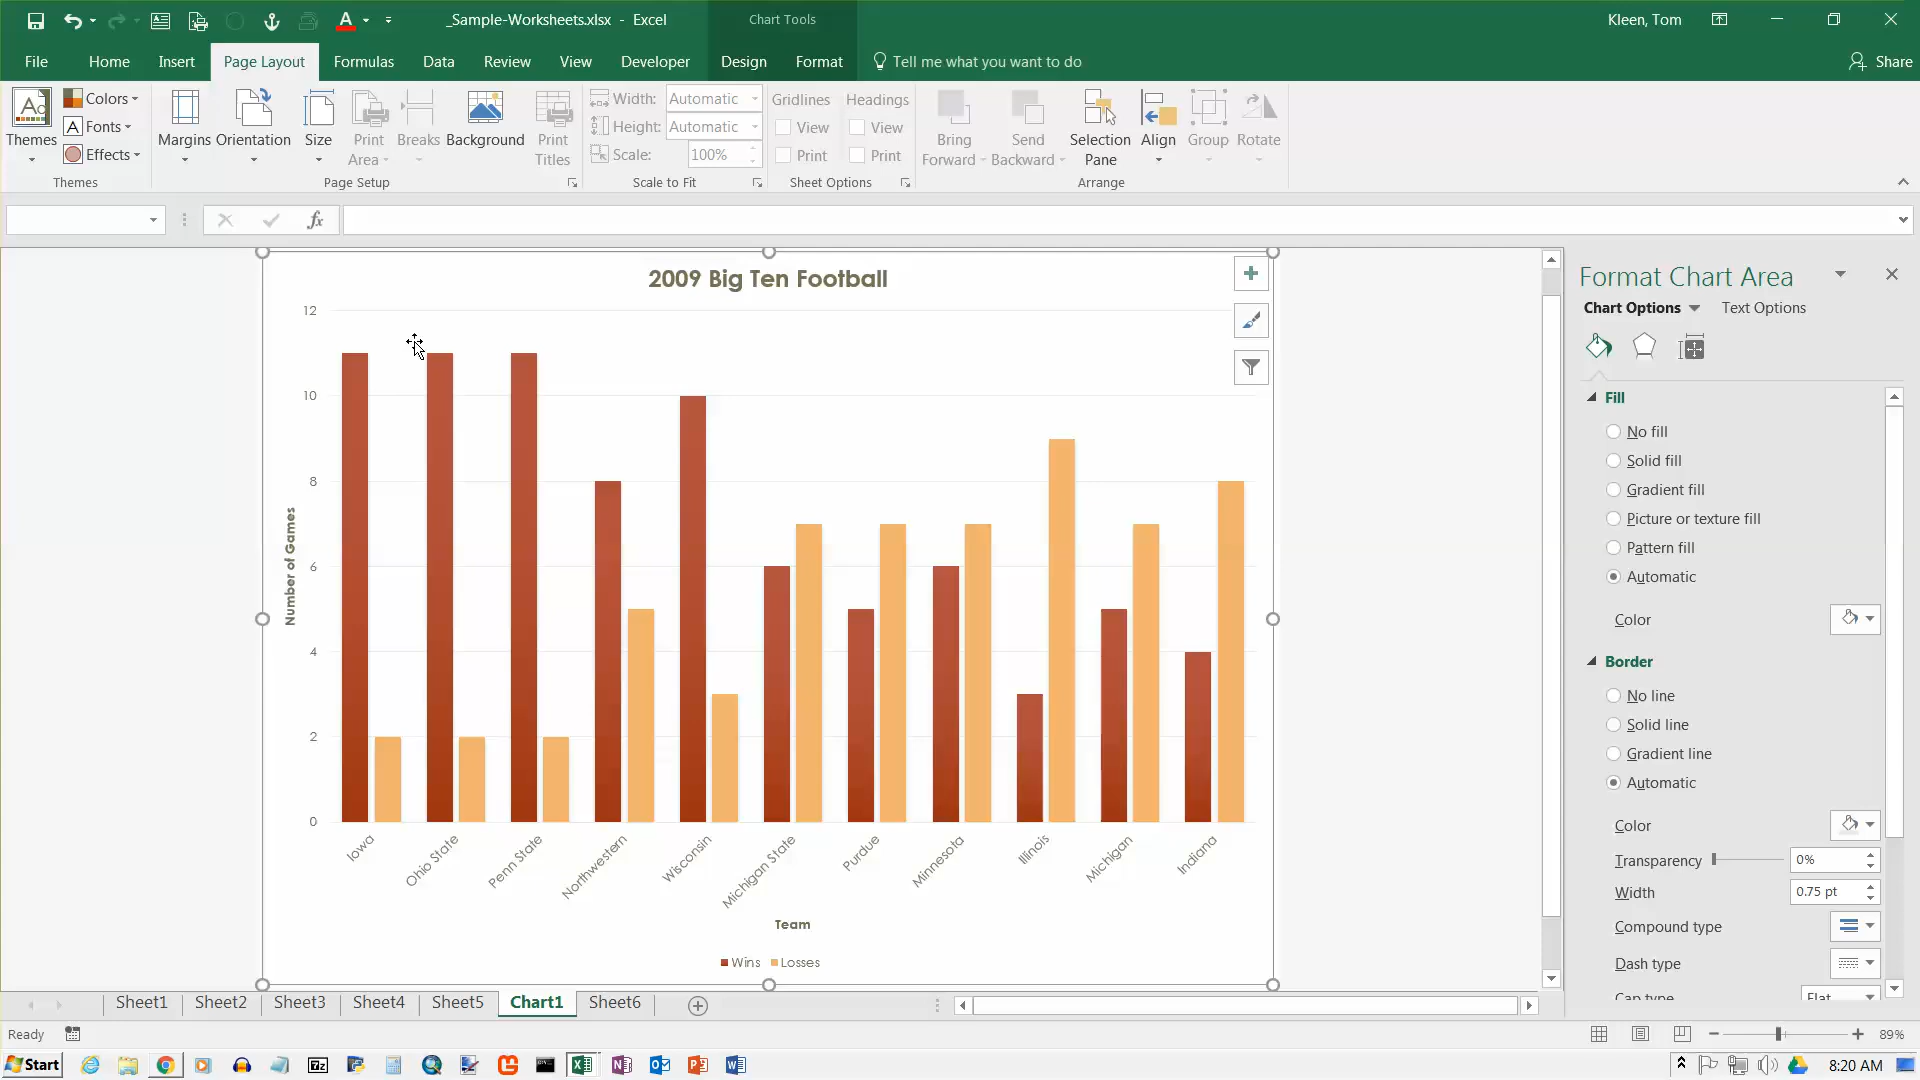 _Sample-Worksheets.xlsx - Excel
Chart Tools
Kleen, Tom
File
Home
Insert
Page Layout
Formulas
Data
Review
View
Developer
Design
Format
Tell me what you want to do
Share
Themes
Colors
Fonts
Effects
Themes
Margins
Orientation
Size
Print
Area
Breaks
Background
Print
Titles
Page Setup
Width: Automatic
Height: Automatic
Scale: 100%
Scale to Fit
Gridlines
View
Print
Headings
View
Print
Sheet Options
Bring
Forward
Send
Backward
Selection
Pane
Align
Group
Rotate
Arrange
fx
2009 Big Ten Football
12
10
8
6
4
2
0
Number of Games
Iowa
Ohio State
Penn State
Northwestern
Wisconsin
Michigan State
Purdue
Minnesota
Illinois
Michigan
Indiana
Team
Wins Losses
Format Chart Area
Chart Options
Text Options
Fill
No fill
Solid fill
Gradient fill
Picture or texture fill
Pattern fill
Automatic
Color
Border
No line
Solid line
Gradient line
Automatic
Color
Transparency 0%
Width 0.75 pt
Compound type
Dash type
Cap type Flat
Sheet1
Sheet2
Sheet3
Sheet4
Sheet5
Chart1
Sheet6
Ready
89%
Start
8:20 AM